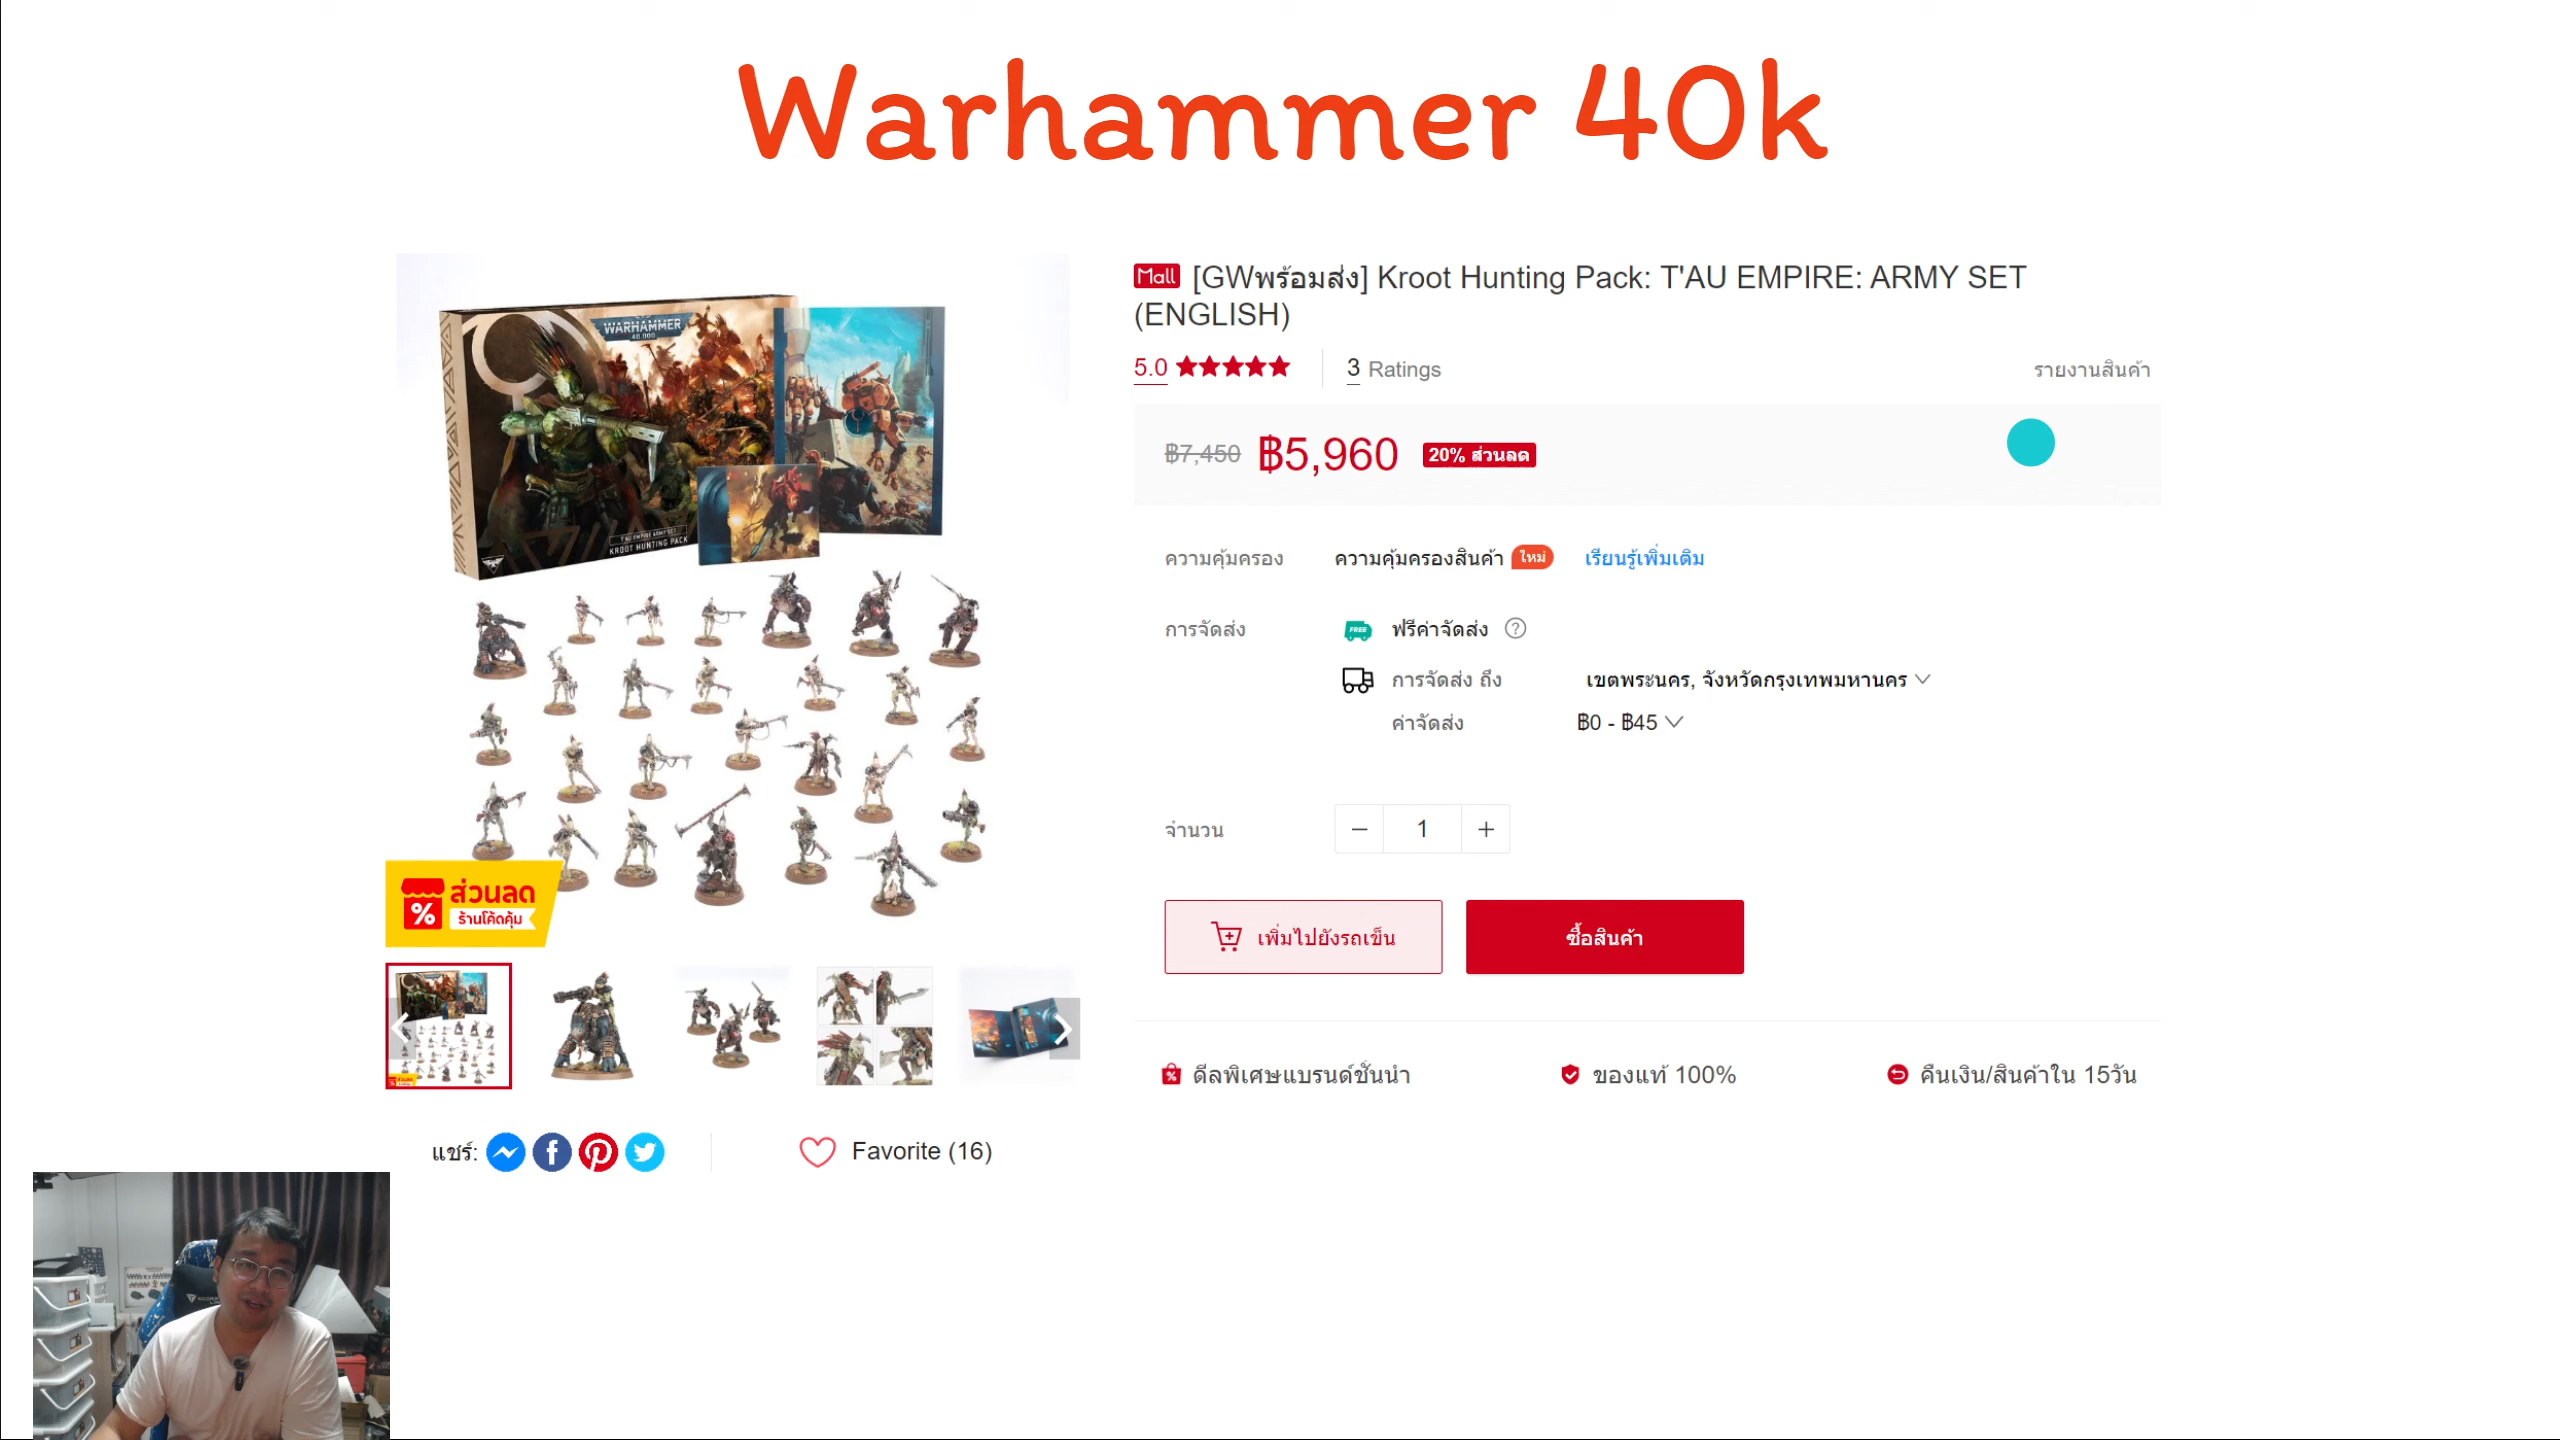 Warhammer 40k
WARHAMMER
40,000
T'AU EMPIRE ARMY SET
KROOT HUNTING PACK
ส่วนลด
ร้านโค้ดคุ้ม
%
Mall [GWพร้อมส่ง] Kroot Hunting Pack: T'AU EMPIRE: ARMY SET
(ENGLISH)
5.0 3 Ratings รายงานสินค้า
฿7,450 ฿5,960 20% ส่วนลด
ความคุ้มครอง ความคุ้มครองสินค้า ใหม่ เรียนรู้เพิ่มเติม
การจัดส่ง FREE ฟรีค่าจัดส่ง ?
การจัดส่ง ถึง เขตพระนคร, จังหวัดกรุงเทพมหานคร
ค่าจัดส่ง ฿0 - ฿45
จำนวน − 1 +
เพิ่มไปยังรถเข็น ซื้อสินค้า
ดีลพิเศษแบรนด์ชั้นนำ ของแท้ 100% คืนเงิน/สินค้าใน 15วัน
แชร์: Favorite (16)